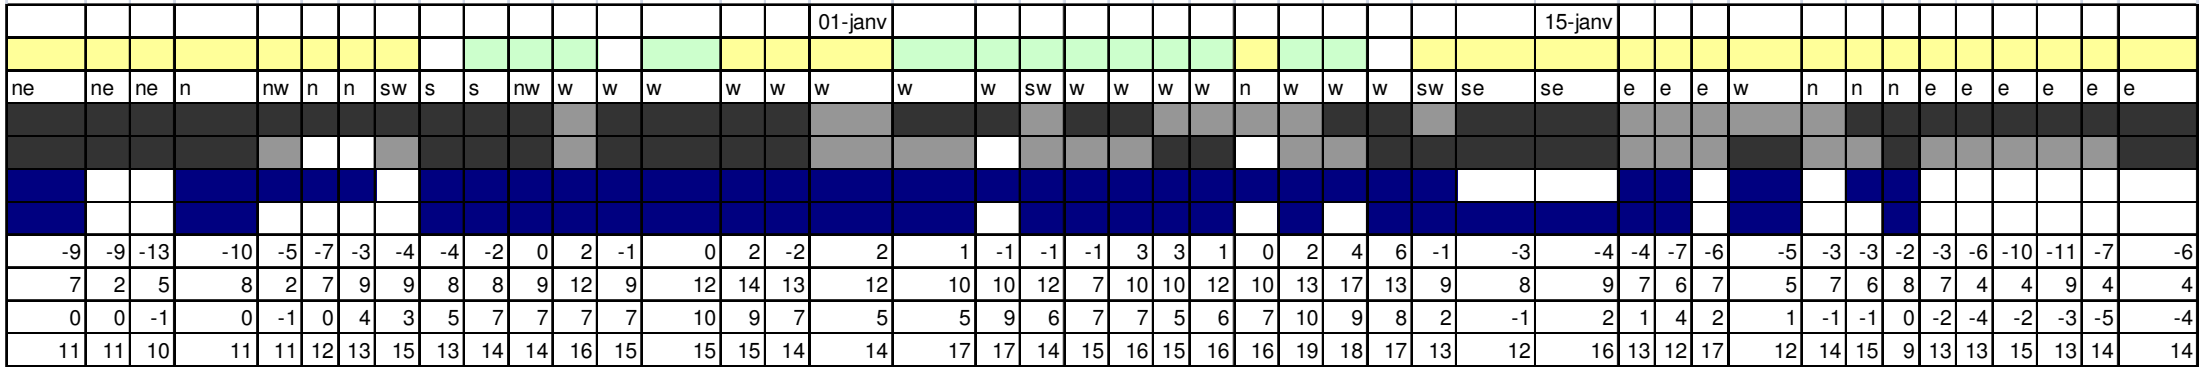 01-janv 15-janv
ne ne ne n nw n n sw s s nw w w w w w w w w sw w w w w n w w w sw se se e e e w n n n e e e e e e
-9 -9 -13 -10 -5 -7 -3 -4 -4 -2 0 2 -1 0 2 -2 2 1 -1 -1 -1 3 3 1 0 2 4 6 -1 -3 -4 -4 -7 -6 -5 -3 -3 -2 -3 -6 -10 -11 -7 -6
7 2 5 8 2 7 9 9 8 8 9 12 9 12 14 13 12 10 10 12 7 10 10 12 10 13 17 13 9 8 9 7 6 7 5 7 6 8 7 4 4 9 4 4
0 0 -1 0 -1 0 4 3 5 7 7 7 7 10 9 7 5 5 9 6 7 7 5 6 7 10 9 8 2 -1 2 1 4 2 1 -1 -1 0 -2 -4 -2 -3 -5 -4
11 11 10 11 11 12 13 15 13 14 14 16 15 15 15 14 14 17 17 14 15 16 15 16 16 19 18 17 13 12 16 13 12 17 12 14 15 9 13 13 15 13 14 14